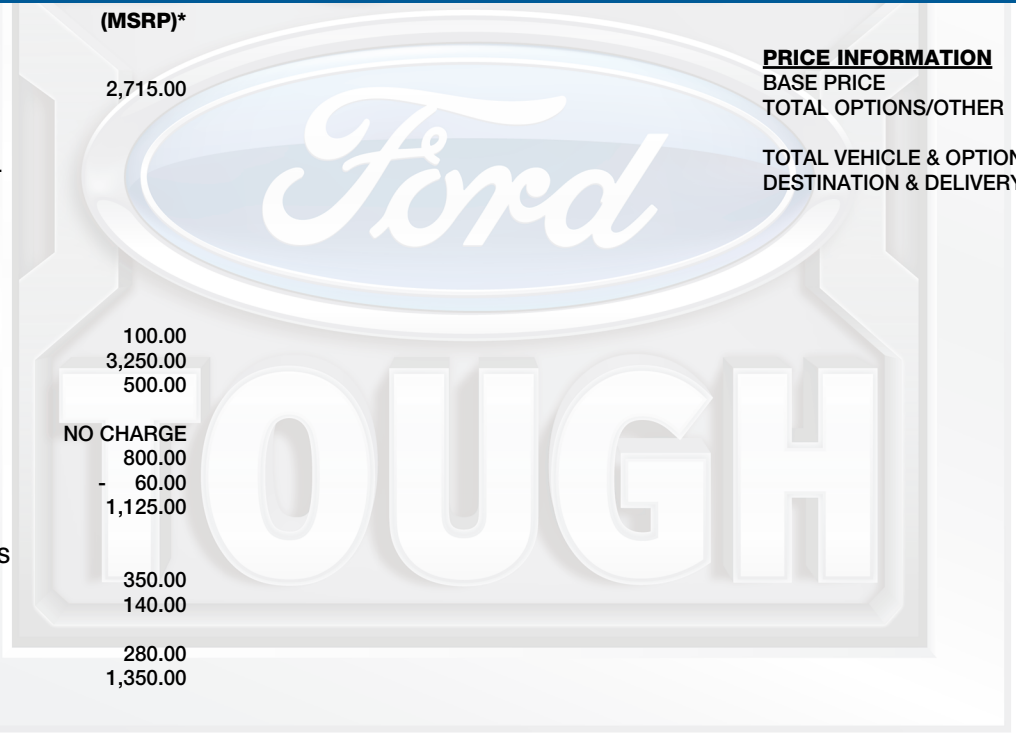 (MSRP)*
2,715.00
100.00
3,250.00
500.00
NO CHARGE
800.00
- 60.00
1,125.00
S
350.00
140.00
280.00
1,350.00
PRICE INFORMATION
BASE PRICE
TOTAL OPTIONS/OTHER
TOTAL VEHICLE & OPTION
DESTINATION & DELIVERY
Ford
TOUGH